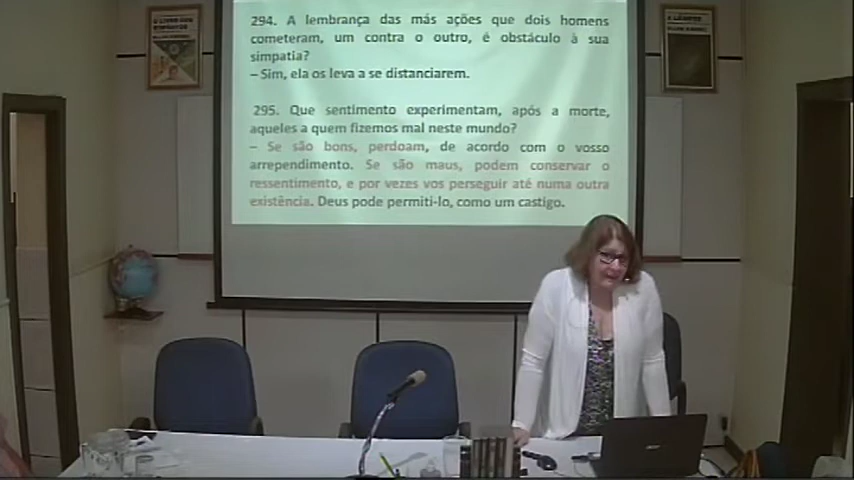 294. A lembrança das más ações que dois homens
cometeram, um contra o outro, é obstáculo à sua
simpatia?
– Sim, ela os leva a se distanciarem.
295. Que sentimento experimentam, após a morte,
aqueles a quem fizemos mal neste mundo?
– Se são bons, perdoam, de acordo com o vosso
arrependimento. Se são maus, podem conservar o
ressentimento, e por vezes vos perseguir até numa outra
existência. Deus pode permiti-lo, como um castigo.
acer